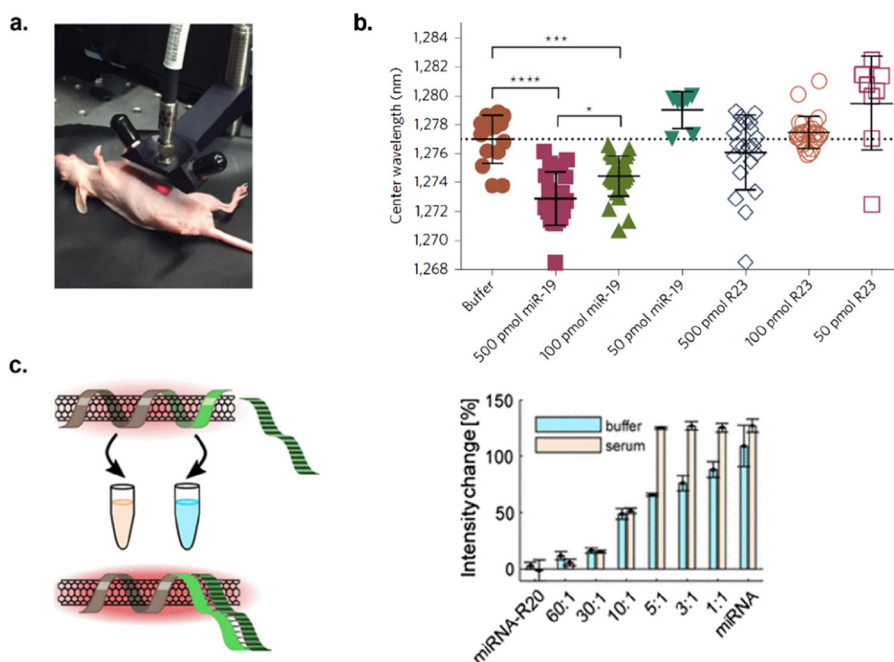 a.
b.
Center wavelength (nm)
1,284
1,282
1,280
1,278
1,276
1,274
1,272
1,270
1,268
***
****
*
Buffer
500 pmol miR-19
100 pmol miR-19
50 pmol miR-19
500 pmol R23
100 pmol R23
50 pmol R23
c.
Intensity change [%]
150
100
50
0
buffer
serum
miRNA-R20
60:1
30:1
10:1
5:1
3:1
1:1
miRNA